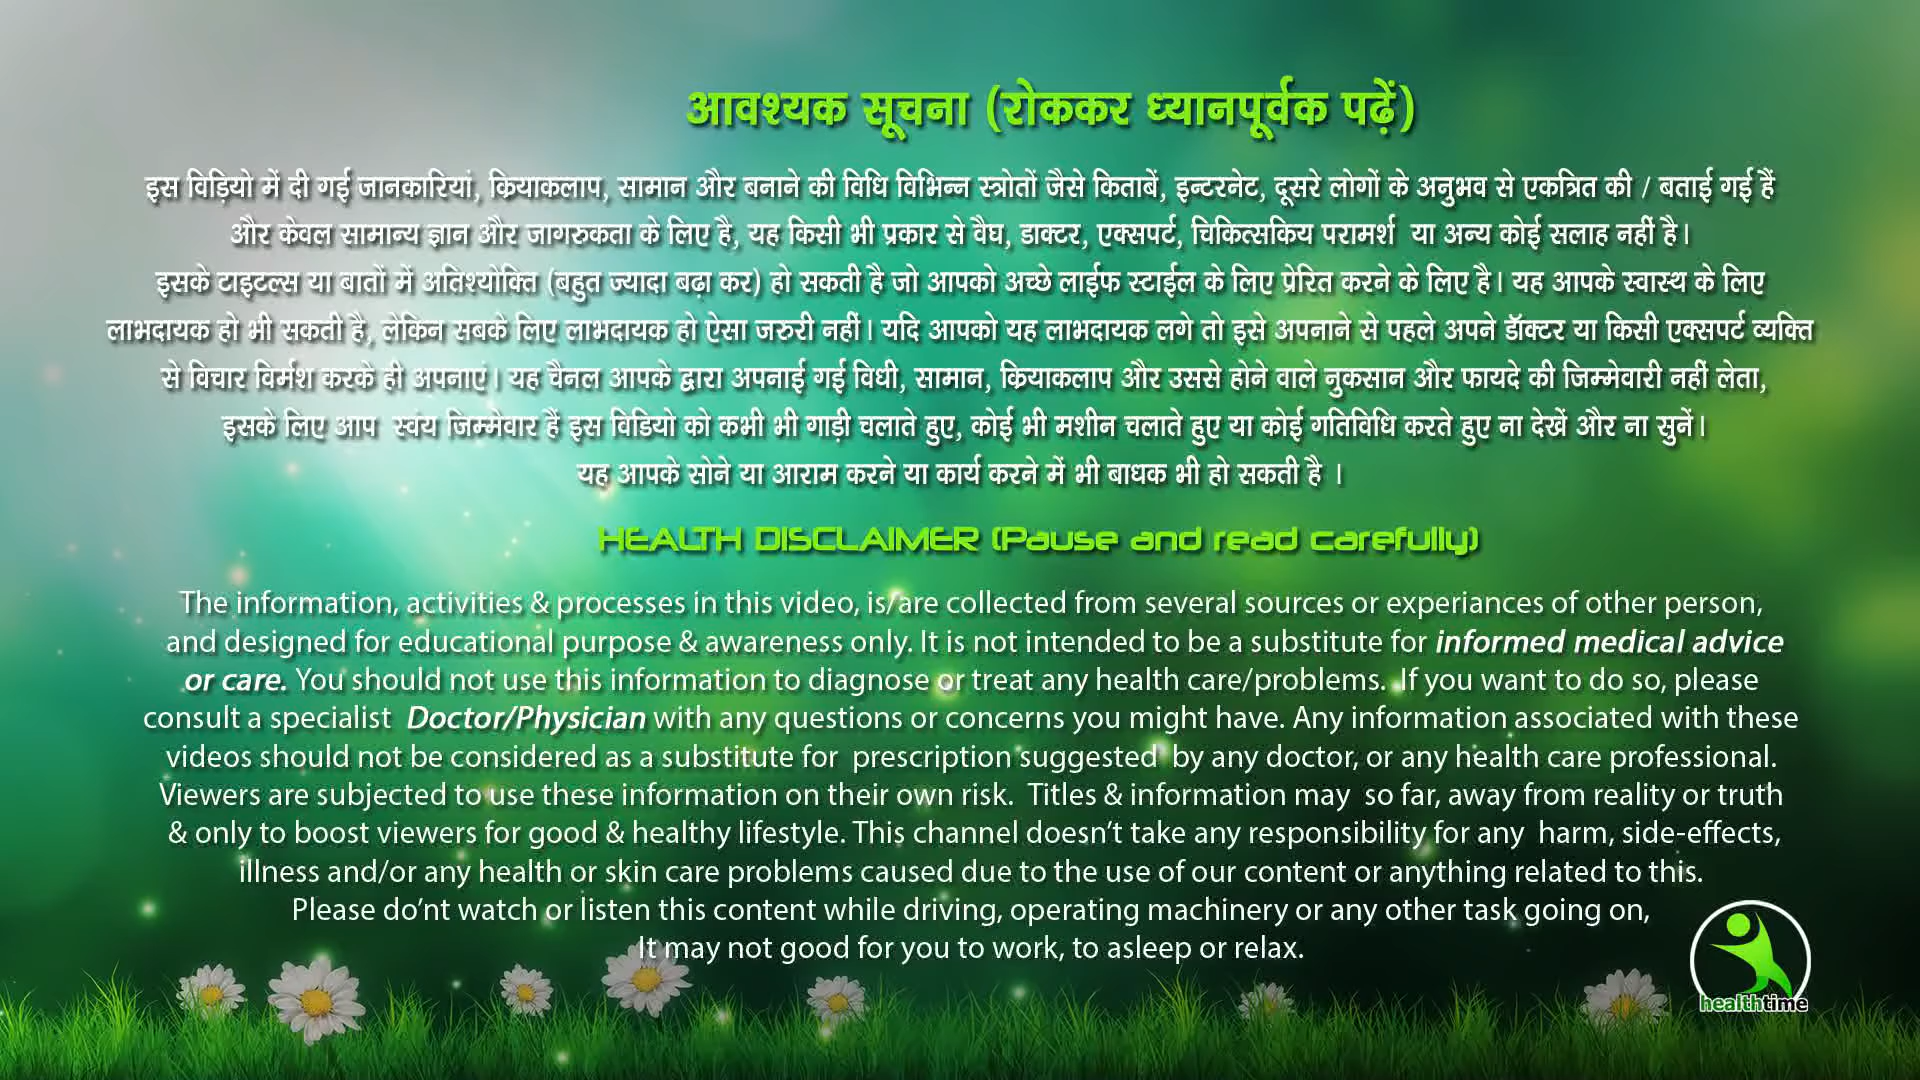 आवश्यक सूचना (रोककर ध्यानपूर्वक पढ़ें)
इस विड़ियो में दी गई जानकारियां, क्रियाकलाप, सामान और बनाने की विधि विभिन्न स्त्रोतों जैसे किताबें, इन्टरनेट, दूसरे लोगों के अनुभव से एकत्रित की / बताई गई हैं
और केवल सामान्य ज्ञान और जागरुकता के लिए है, यह किसी भी प्रकार से वैघ, डाक्टर, एक्सपर्ट, चिकित्सकिय परामर्श या अन्य कोई सलाह नहीं है।
इसके टाइटल्स या बातों में अतिश्योक्ति (बहुत ज्यादा बढ़ा कर) हो सकती है जो आपको अच्छे लाईफ स्टाईल के लिए प्रेरित करने के लिए है। यह आपके स्वास्थ के लिए
लाभदायक हो भी सकती है, लेकिन सबके लिए लाभदायक हो ऐसा जरुरी नहीं। यदि आपको यह लाभदायक लगे तो इसे अपनाने से पहले अपने डॉक्टर या किसी एक्सपर्ट व्यक्ति
से विचार विर्मश करके ही अपनाएं। यह चैनल आपके द्वारा अपनाई गई विधी, सामान, क्रियाकलाप और उससे होने वाले नुकसान और फायदे की जिम्मेवारी नहीं लेता,
इसके लिए आप स्वंय जिम्मेवार हैं इस विडियो को कभी भी गाड़ी चलाते हुए, कोई भी मशीन चलाते हुए या कोई गतिविधि करते हुए ना देखें और ना सुनें।
यह आपके सोने या आराम करने या कार्य करने में भी बाधक भी हो सकती है ।
HEALTH DISCLAIMER (Pause and read carefully)
The information, activities & processes in this video, is/are collected from several sources or experiances of other person,
and designed for educational purpose & awareness only. It is not intended to be a substitute for informed medical advice
or care. You should not use this information to diagnose or treat any health care/problems. If you want to do so, please
consult a specialist Doctor/Physician with any questions or concerns you might have. Any information associated with these
videos should not be considered as a substitute for prescription suggested by any doctor, or any health care professional.
Viewers are subjected to use these information on their own risk. Titles & information may so far, away from reality or truth
& only to boost viewers for good & healthy lifestyle. This channel doesn't take any responsibility for any harm, side-effects,
illness and/or any health or skin care problems caused due to the use of our content or anything related to this.
Please do'nt watch or listen this content while driving, operating machinery or any other task going on,
It may not good for you to work, to asleep or relax.
healthtime